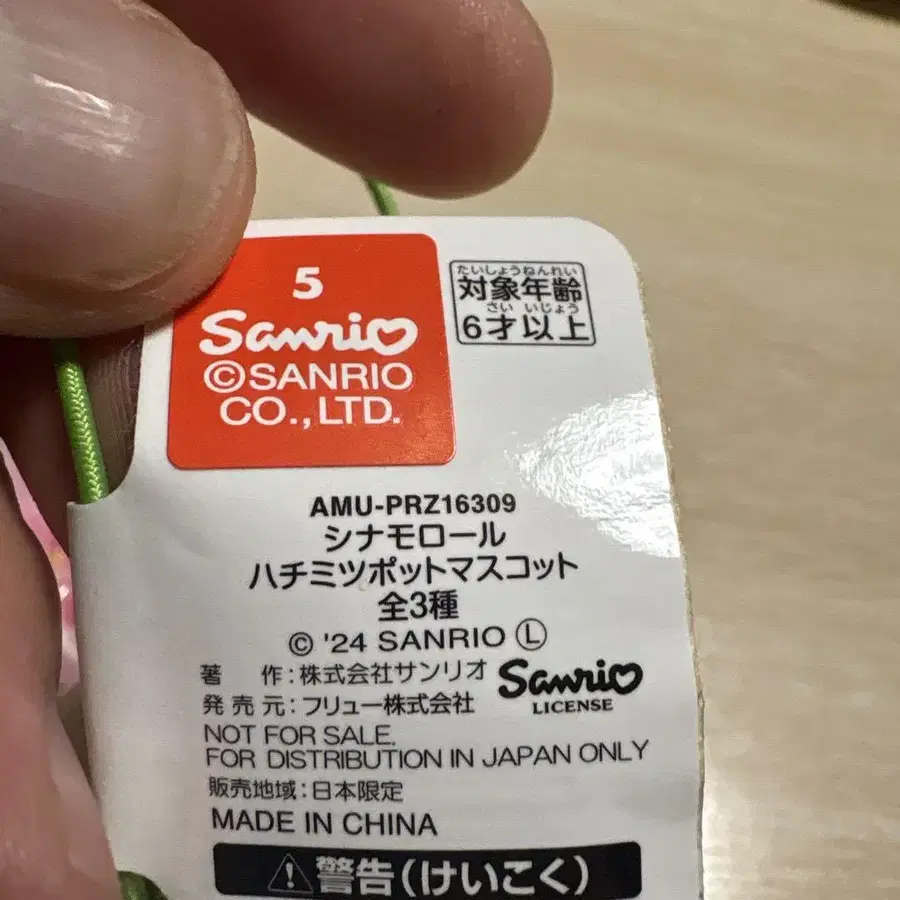 5
Sanrio
©SANRIO
CO.,LTD.
たいしょうねんれい
対象年齢
さい いじょう
6才以上
AMU-PRZ16309
シナモロール
ハチミツポットマスコット
全3種
© '24 SANRIO Ⓛ
著 作:株式会社サンリオ
発売元:フリュー株式会社
Sanrio
LICENSE
NOT FOR SALE.
FOR DISTRIBUTION IN JAPAN ONLY
販売地域:日本限定
MADE IN CHINA
⚠警告(けいこく)